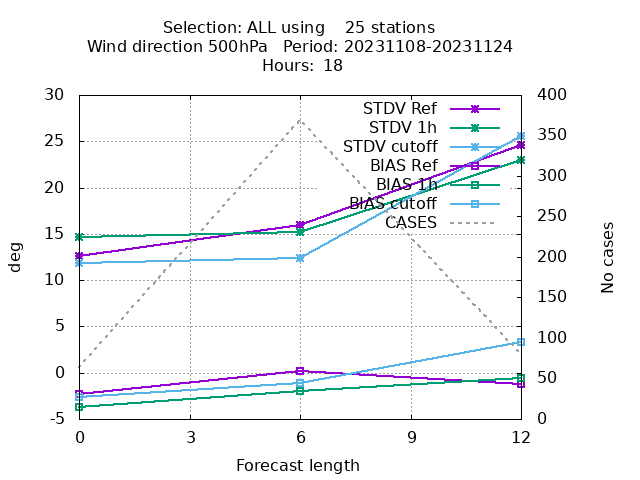 Selection: ALL using    25 stations
Wind direction 500hPa   Period: 20231108-20231124
Hours: 18
30
25
20
15
10
5
0
-5
deg
400
350
300
250
200
150
100
50
0
No cases
STDV Ref
STDV 1h
STDV cutoff
BIAS Ref
BIAS 1h
BIAS cutoff
CASES
0 3 6 9 12
Forecast length